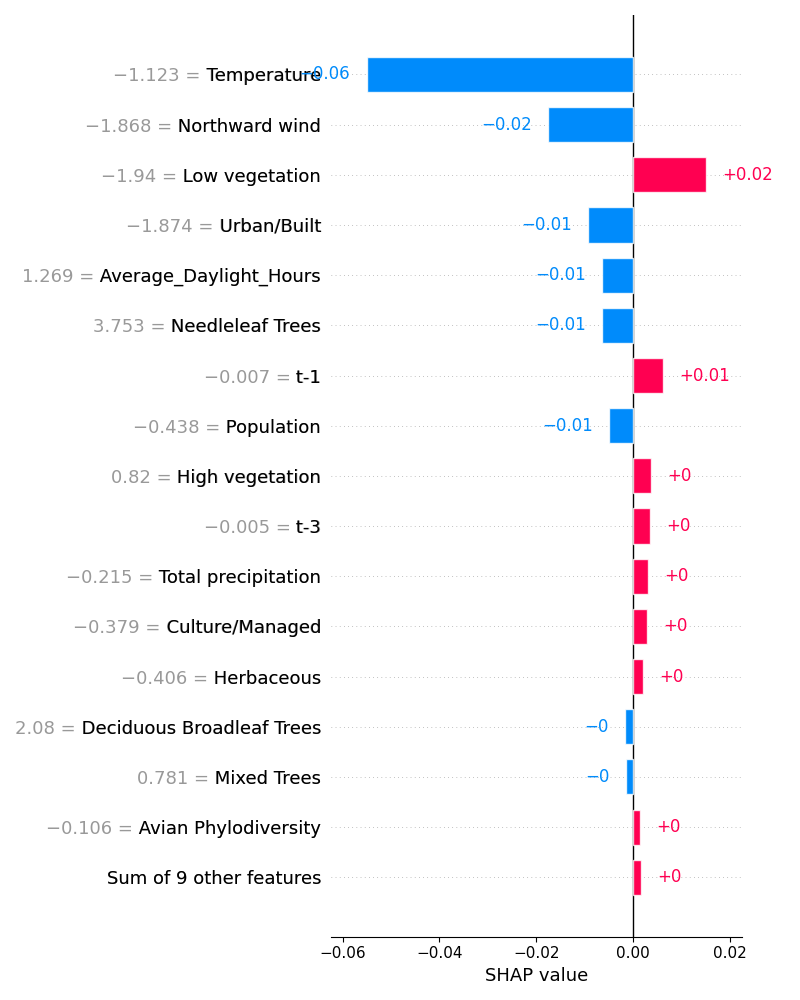 −1.123 = Temperature −0.06
−1.868 = Northward wind −0.02
−1.94 = Low vegetation +0.02
−1.874 = Urban/Built −0.01
1.269 = Average_Daylight_Hours −0.01
3.753 = Needleleaf Trees −0.01
−0.007 = t-1 +0.01
−0.438 = Population −0.01
0.82 = High vegetation +0
−0.005 = t-3 +0
−0.215 = Total precipitation +0
−0.379 = Culture/Managed +0
−0.406 = Herbaceous +0
2.08 = Deciduous Broadleaf Trees −0
0.781 = Mixed Trees −0
−0.106 = Avian Phylodiversity +0
Sum of 9 other features +0
−0.06 −0.04 −0.02 0.00 0.02
SHAP value